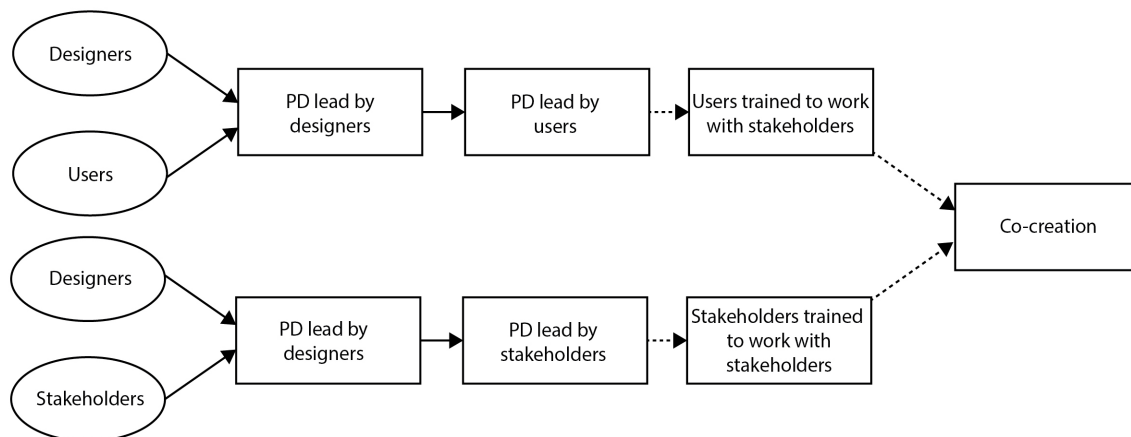 Designers
Users
PD lead by
designers
PD lead by
users
Users trained to work
with stakeholders
Co-creation
Designers
Stakeholders
PD lead by
designers
PD lead by
stakeholders
Stakeholders trained
to work with
stakeholders